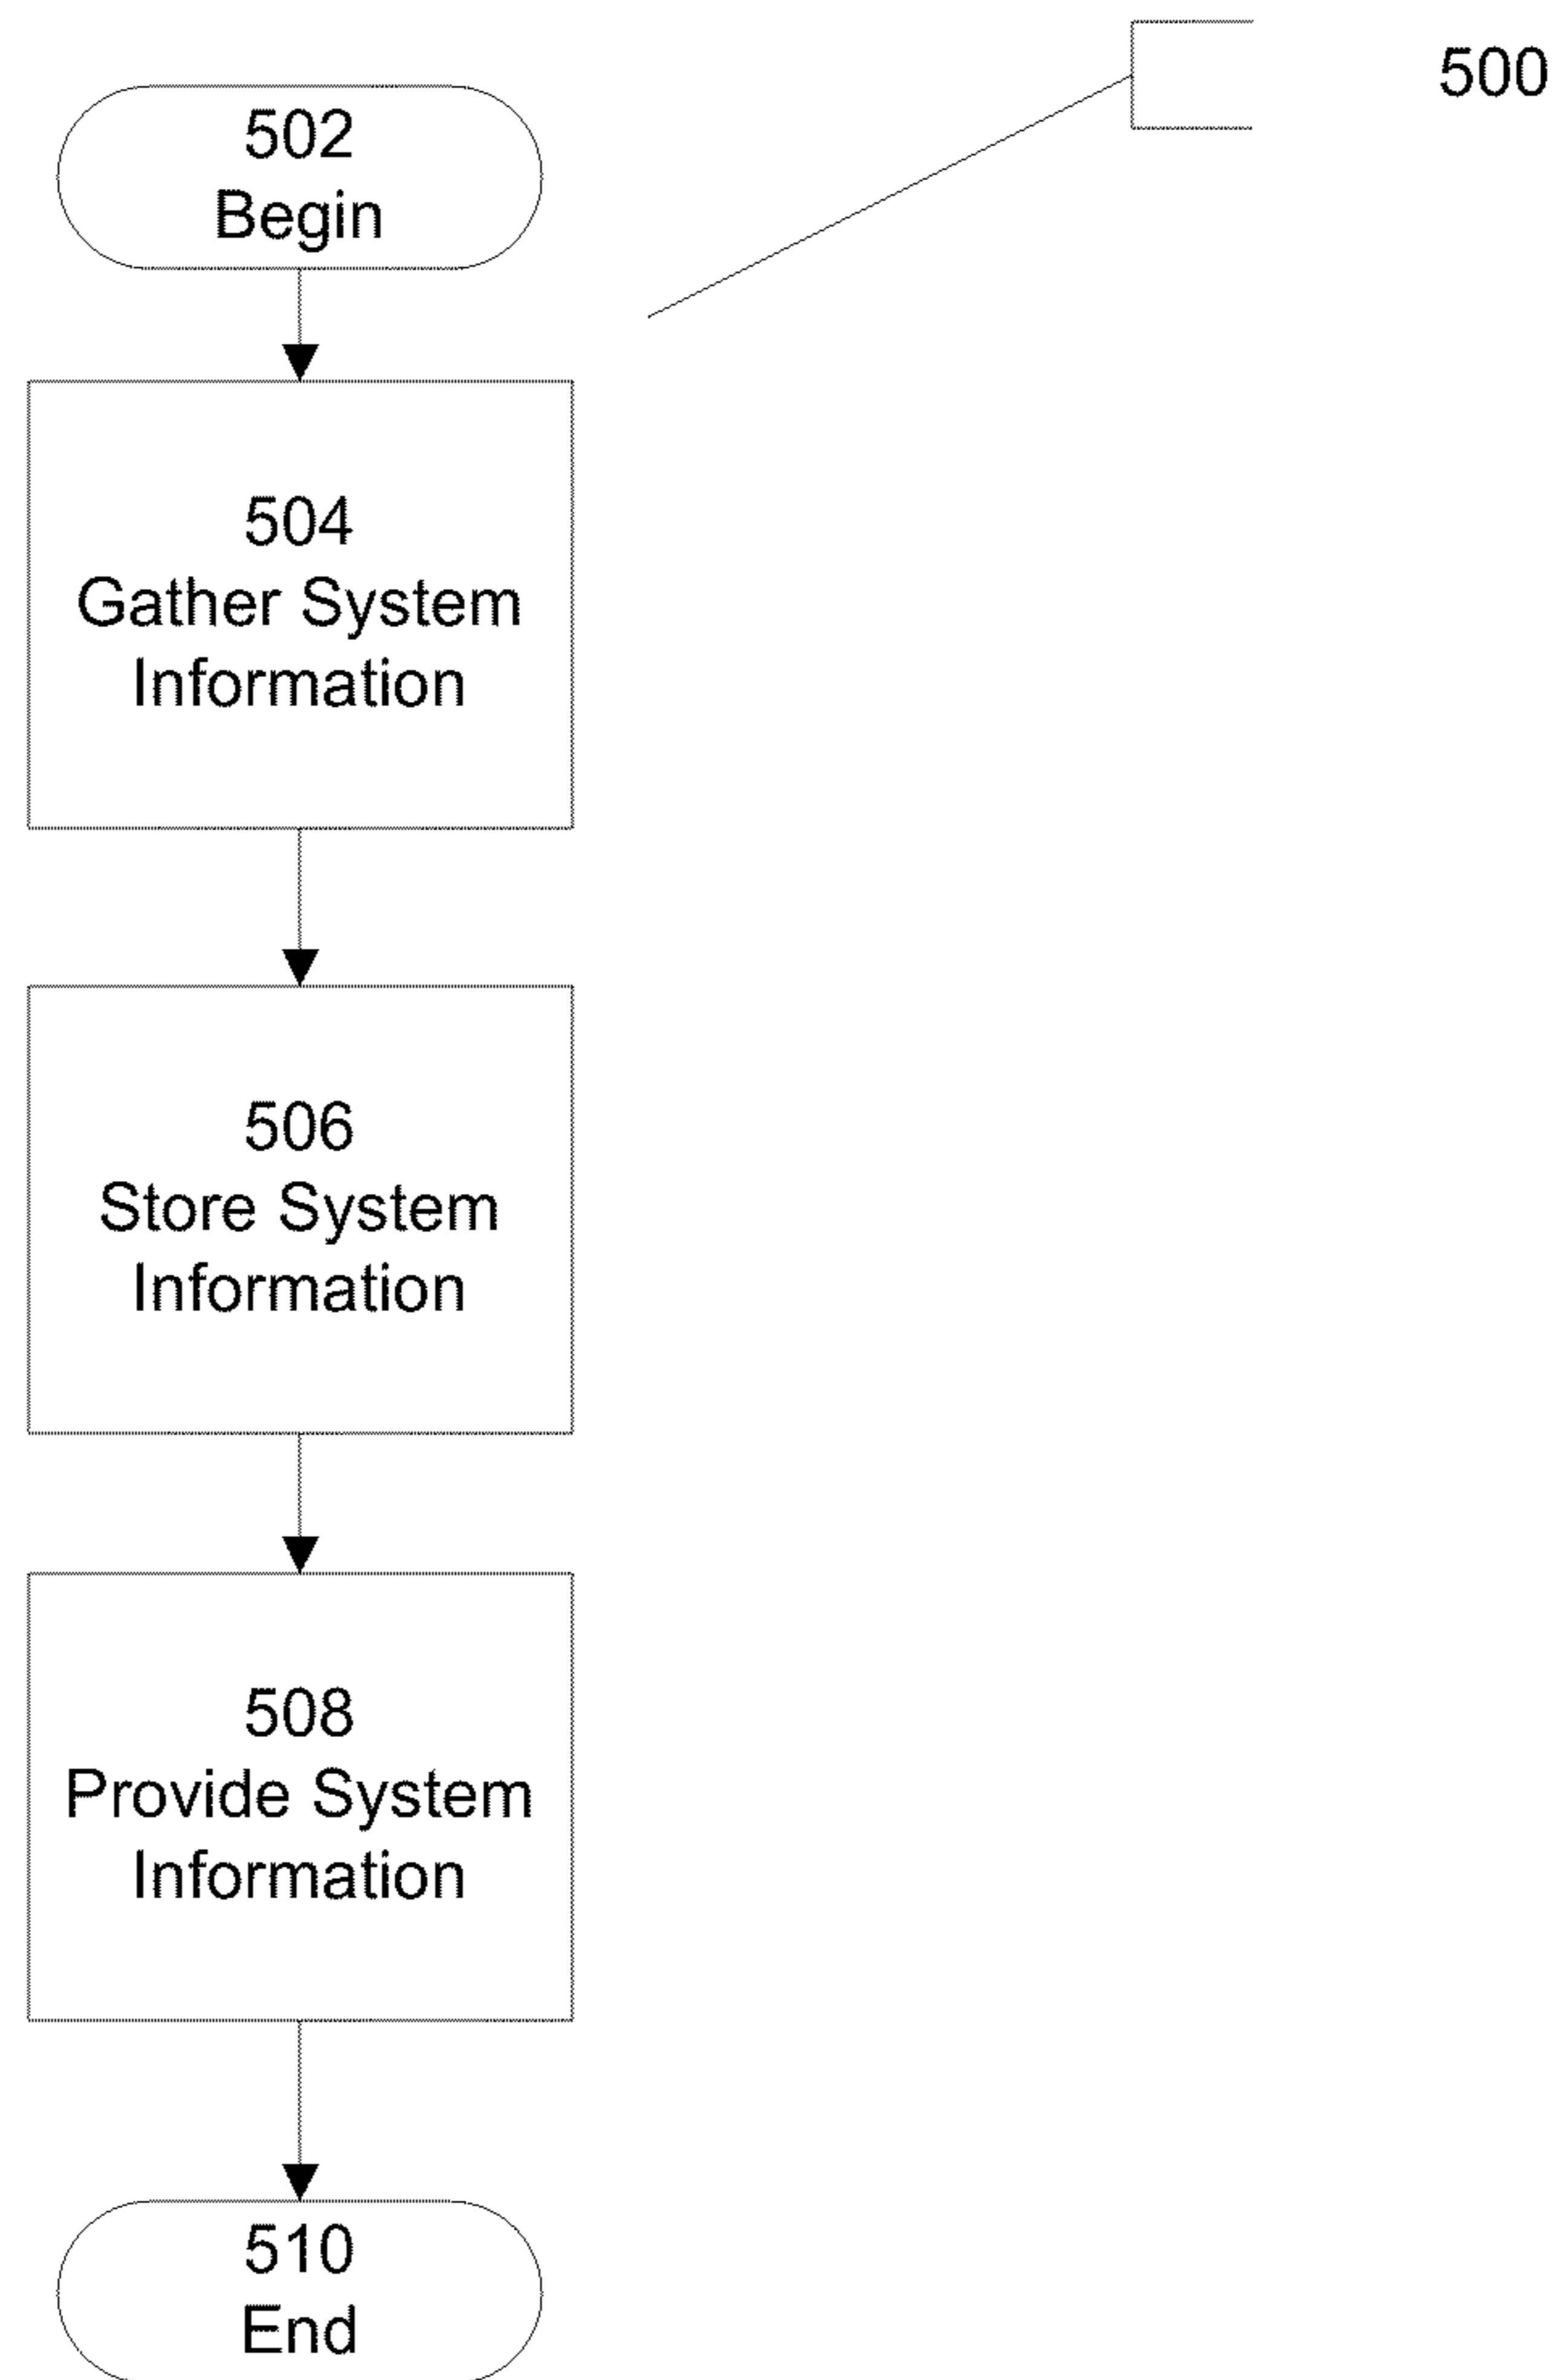 500
502
Begin
504
Gather System
Information
506
Store System
Information
508
Provide System
Information
510
End